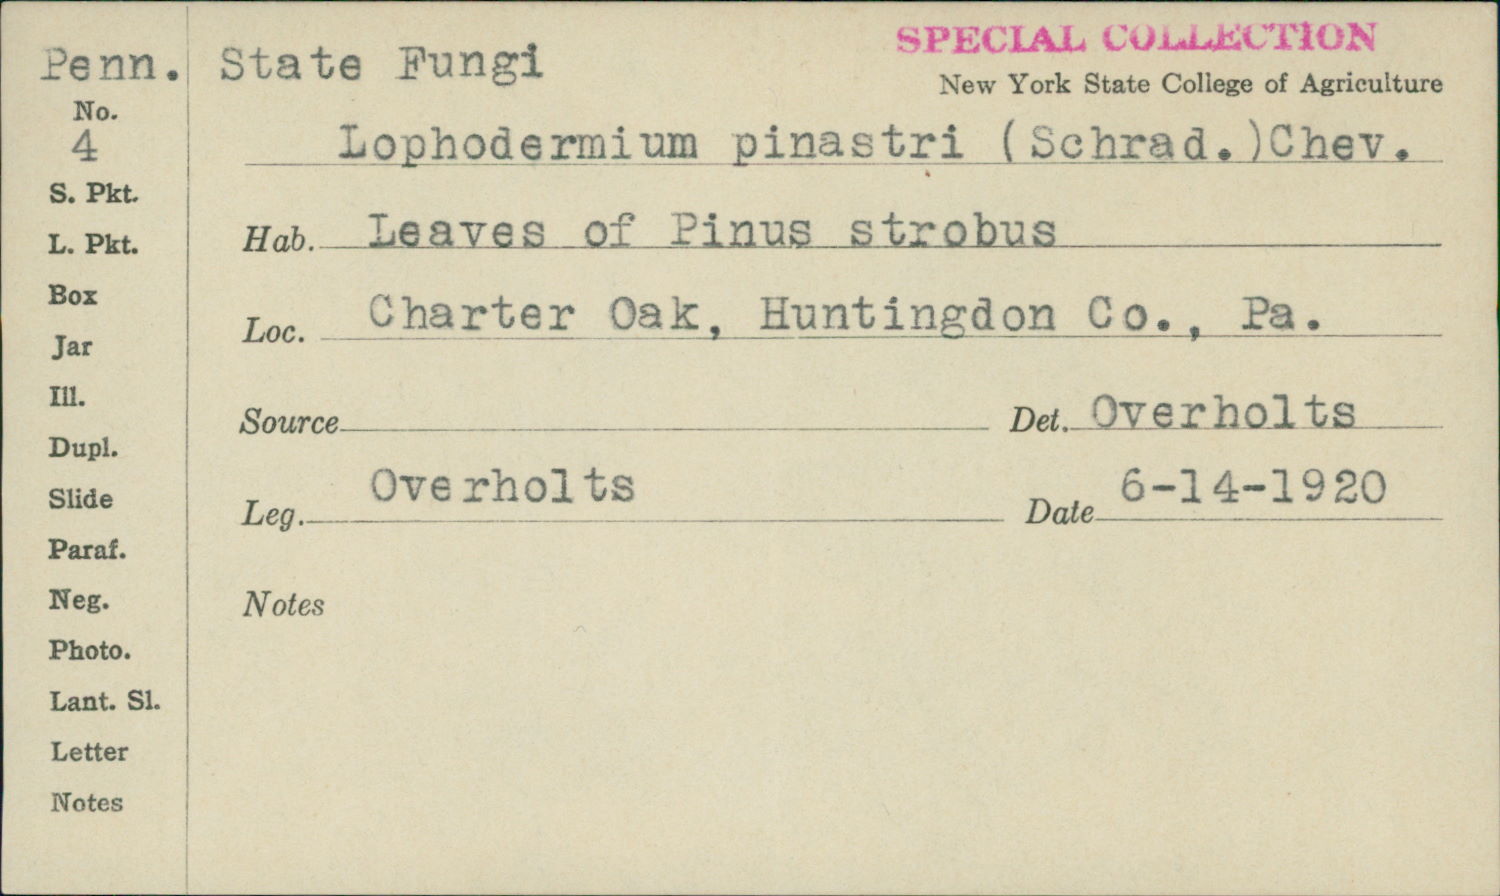 SPECIAL COLLECTION
Penn. State Fungi
New York State College of Agriculture
No.
4
Lophodermium pinastri (Schrad.)Chev.
S. Pkt.
L. Pkt.
Hab. Leaves of Pinus strobus
Box
Loc. Charter Oak, Huntingdon Co., Pa.
Jar
Ill.
Source Det. Overholts
Dupl.
Slide
Leg. Overholts Date 6-14-1920
Paraf.
Neg.
Notes
Photo.
Lant. Sl.
Letter
Notes